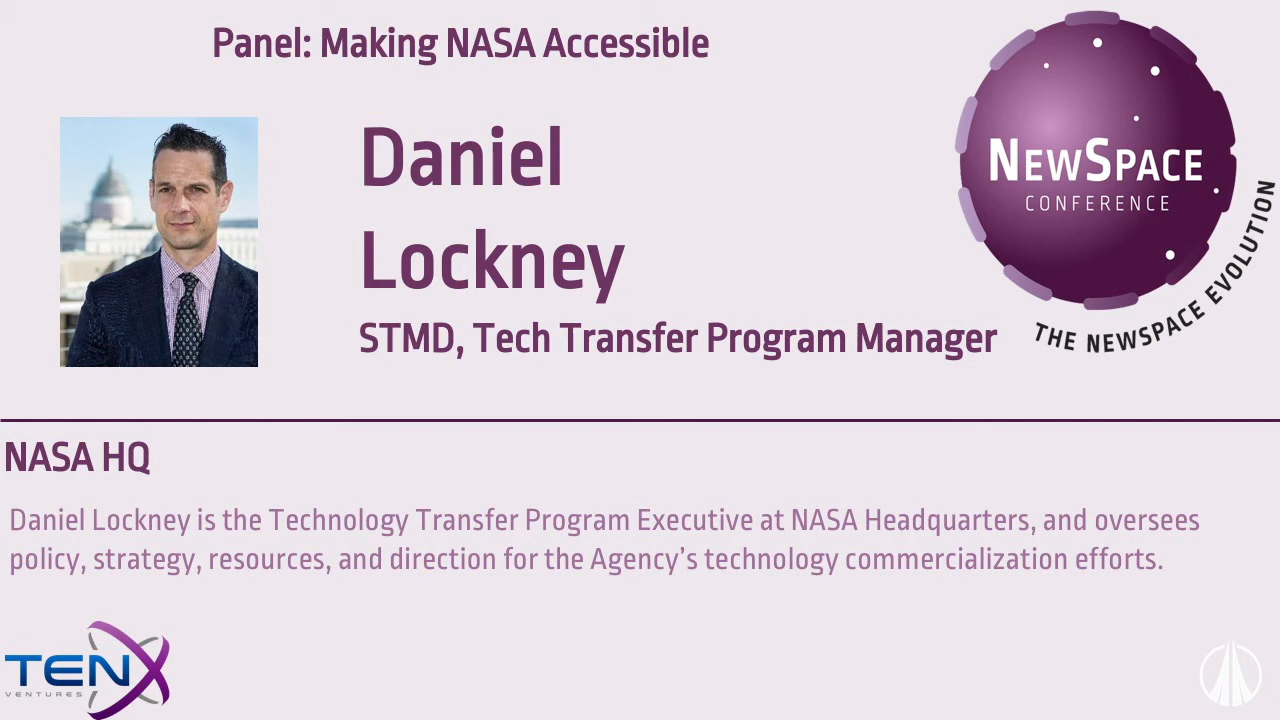 Panel: Making NASA Accessible
Daniel
Lockney
STMD, Tech Transfer Program Manager
NEWSPACE
CONFERENCE
THE NEWSPACE EVOLUTION
NASA HQ
Daniel Lockney is the Technology Transfer Program Executive at NASA Headquarters, and oversees
policy, strategy, resources, and direction for the Agency’s technology commercialization efforts.
TENX
VENTURES